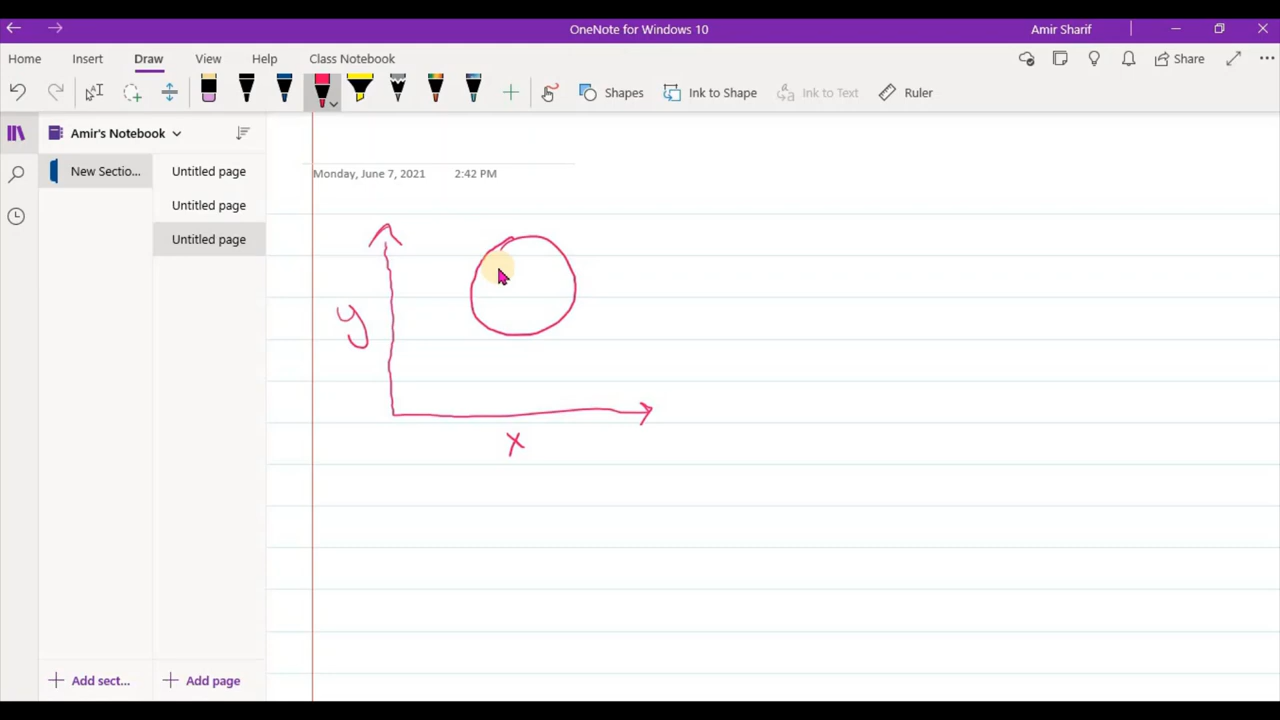 OneNote for Windows 10
Amir Sharif
Home Insert Draw View Help Class Notebook
Share
Shapes Ink to Shape Ink to Text Ruler
Amir's Notebook
New Sectio...
Untitled page
Untitled page
Untitled page
Monday, June 7, 2021 2:42 PM
y
x
Add sect... Add page